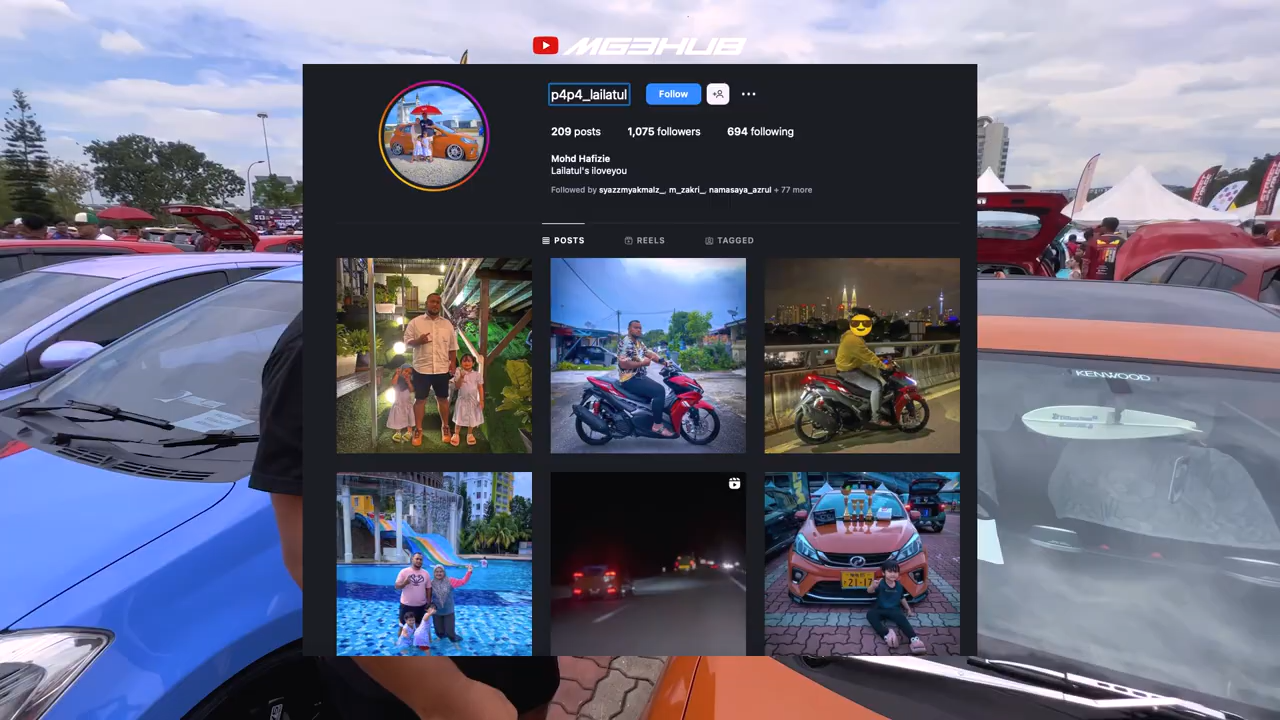 MG3HUB
p4p4_lailatul
Follow
209 posts 1,075 followers 694 following
Mohd Hafizie
Lailatul's iloveyou
Followed by syazzmyakmalz_, m_zakri_, namasaya_azrul + 77 more
POSTS REELS TAGGED
KENWOOD
2117